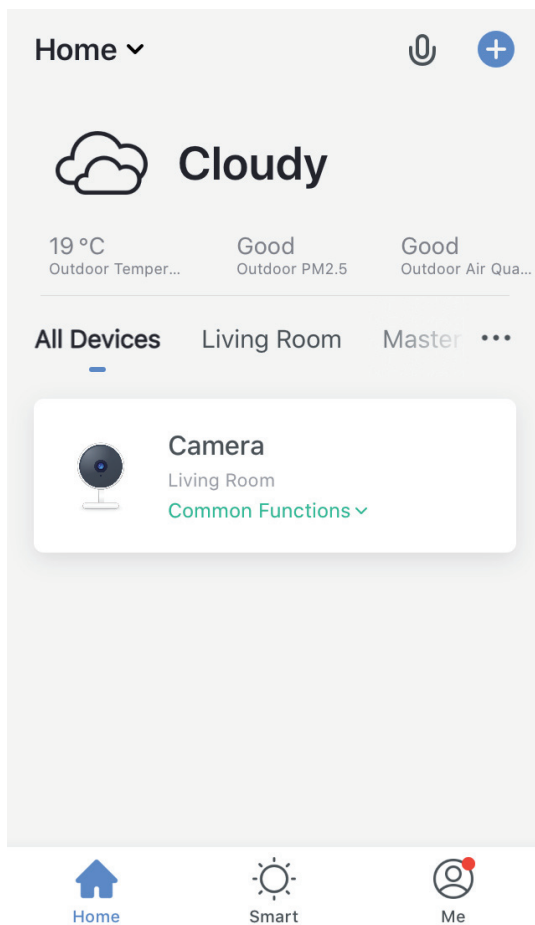 Home
Cloudy
19 °C Good Good
Outdoor Temper... Outdoor PM2.5 Outdoor Air Qua...
All Devices Living Room Master
Camera
Living Room
Common Functions
Home Smart Me